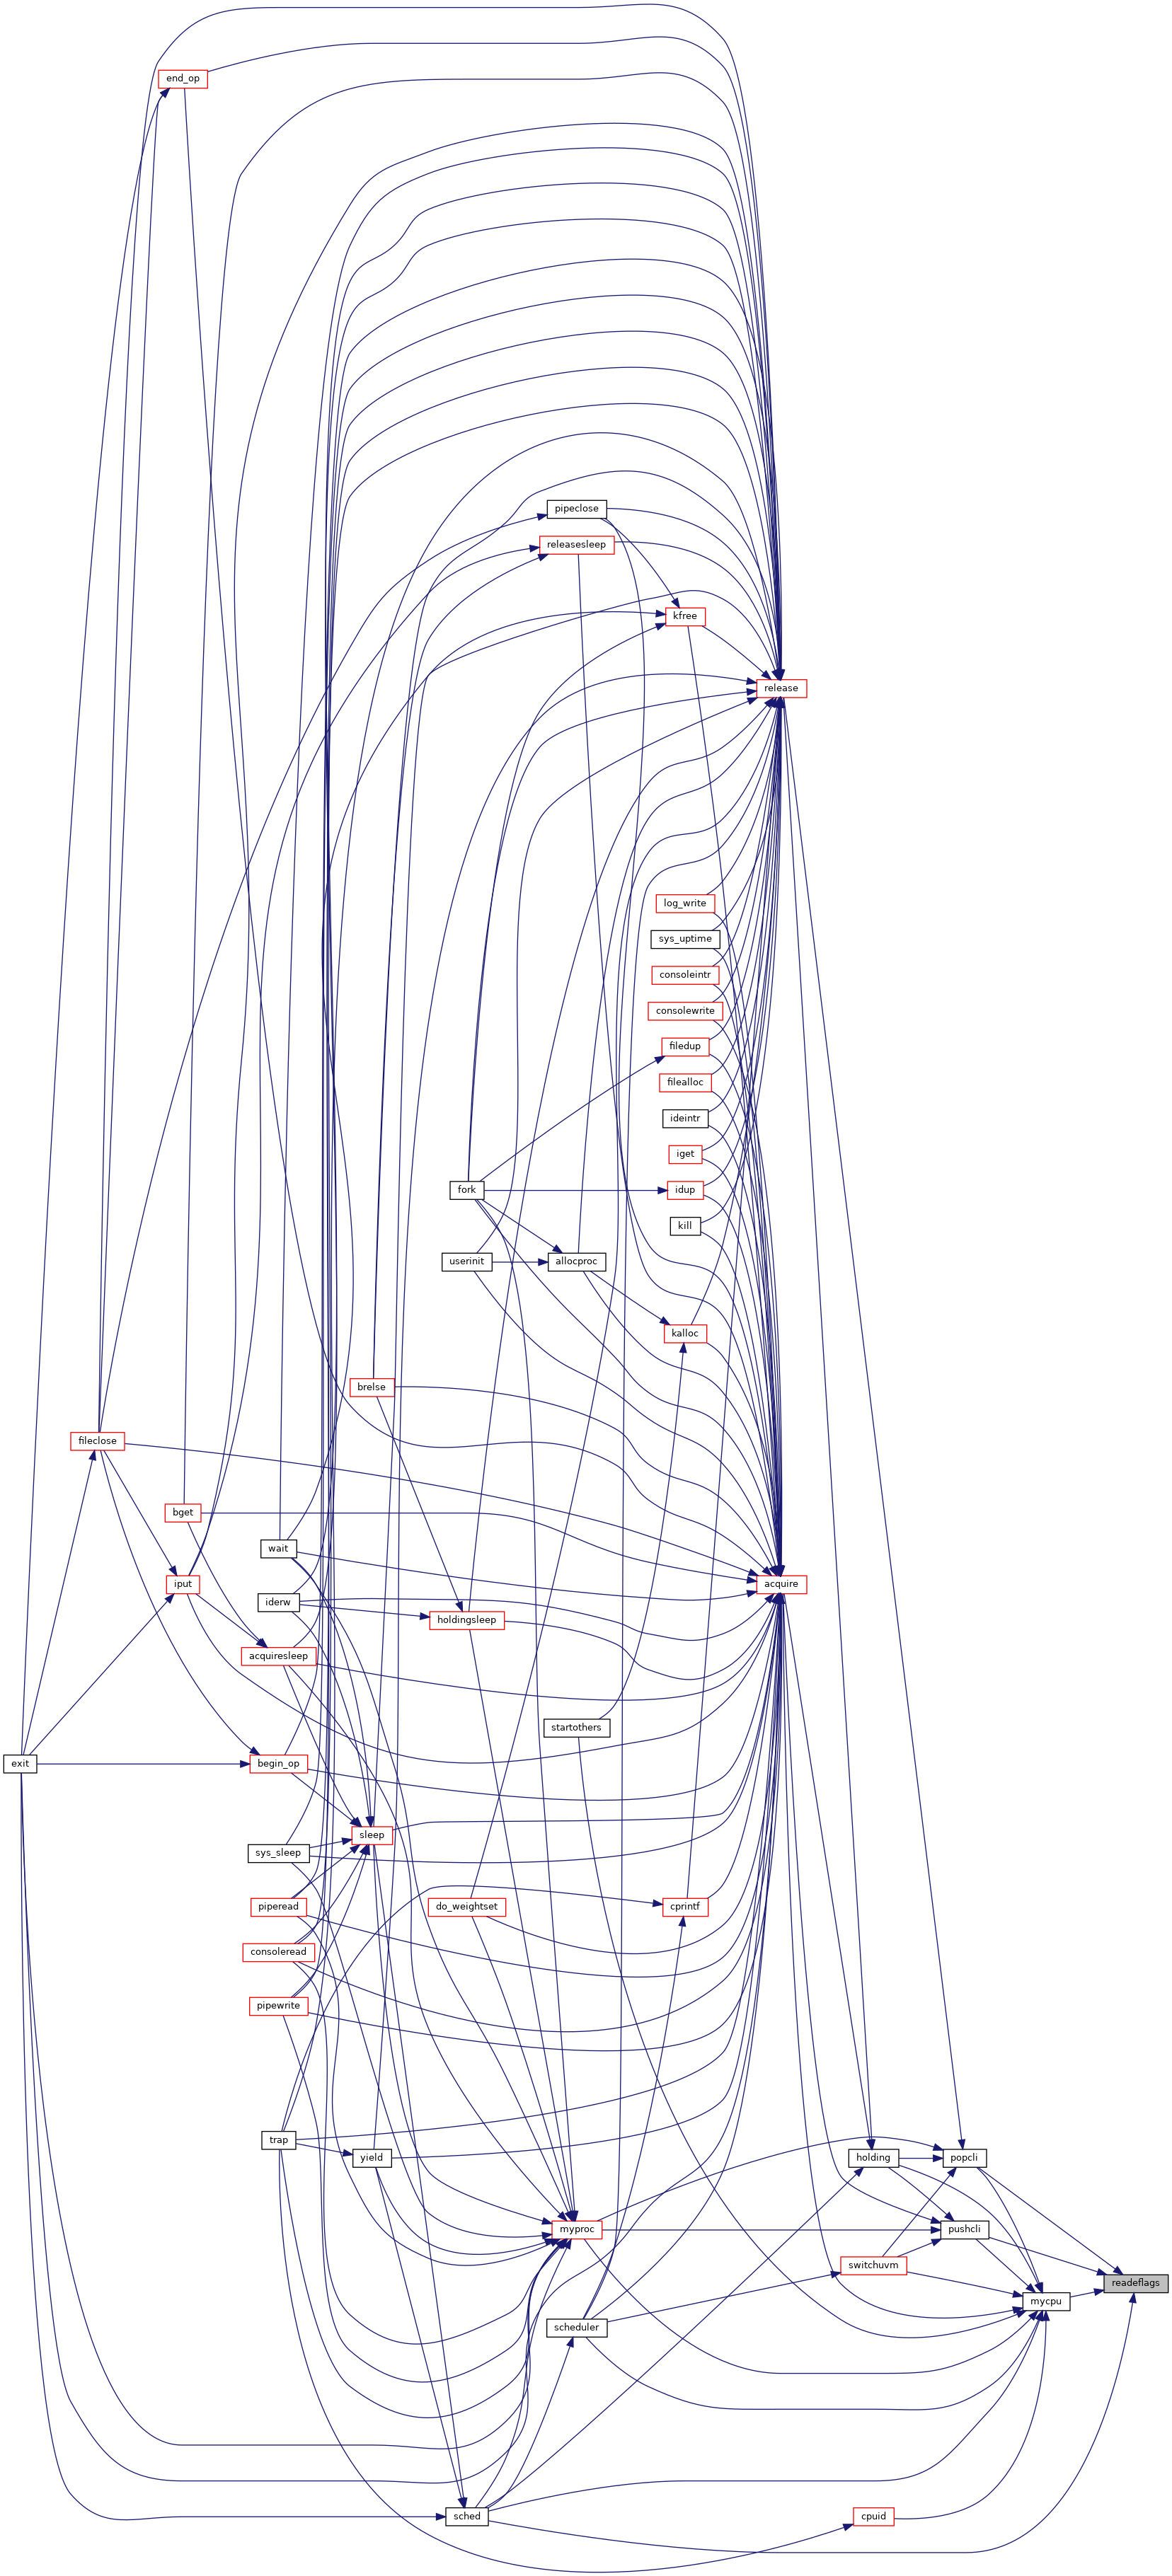 end_op
pipeclose
releasesleep
kfree
release
log_write
sys_uptime
consoleintr
consolewrite
filedup
filealloc
ideintr
iget
fork
idup
kill
userinit
allocproc
kalloc
brelse
fileclose
bget
wait
iput
acquire
iderw
holdingsleep
acquiresleep
startothers
exit
begin_op
sleep
sys_sleep
piperead
do_weightset
cprintf
consoleread
pipewrite
trap
yield
holding
popcli
myproc
pushcli
switchuvm
readeflags
mycpu
scheduler
sched
cpuid